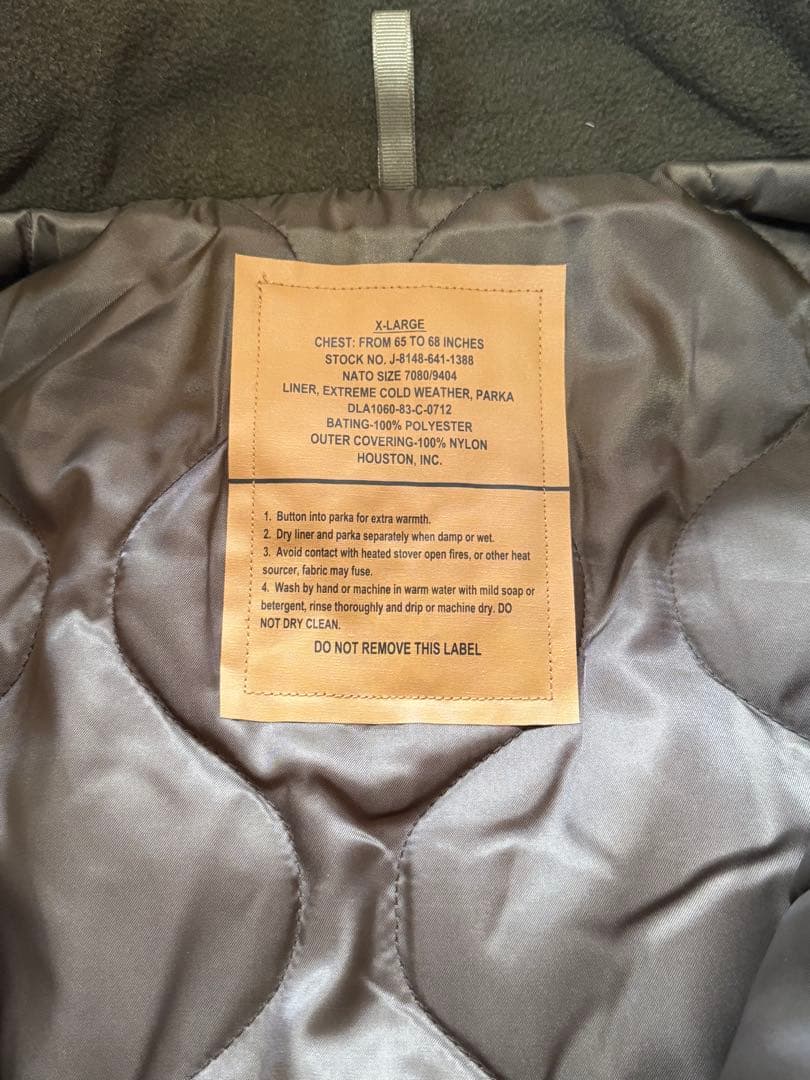 X-LARGE
CHEST: FROM 65 TO 68 INCHES
STOCK NO. J-8148-641-1388
NATO SIZE 7080/9404
LINER, EXTREME COLD WEATHER, PARKA
DLA1060-83-C-0712
BATING-100% POLYESTER
OUTER COVERING-100% NYLON
HOUSTON, INC.
1. Button into parka for extra warmth.
2. Dry liner and parka separately when damp or wet.
3. Avoid contact with heated stover open fires, or other heat
sourcer, fabric may fuse.
4. Wash by hand or machine in warm water with mild soap or
betergent, rinse thoroughly and drip or machine dry. DO
NOT DRY CLEAN.
DO NOT REMOVE THIS LABEL